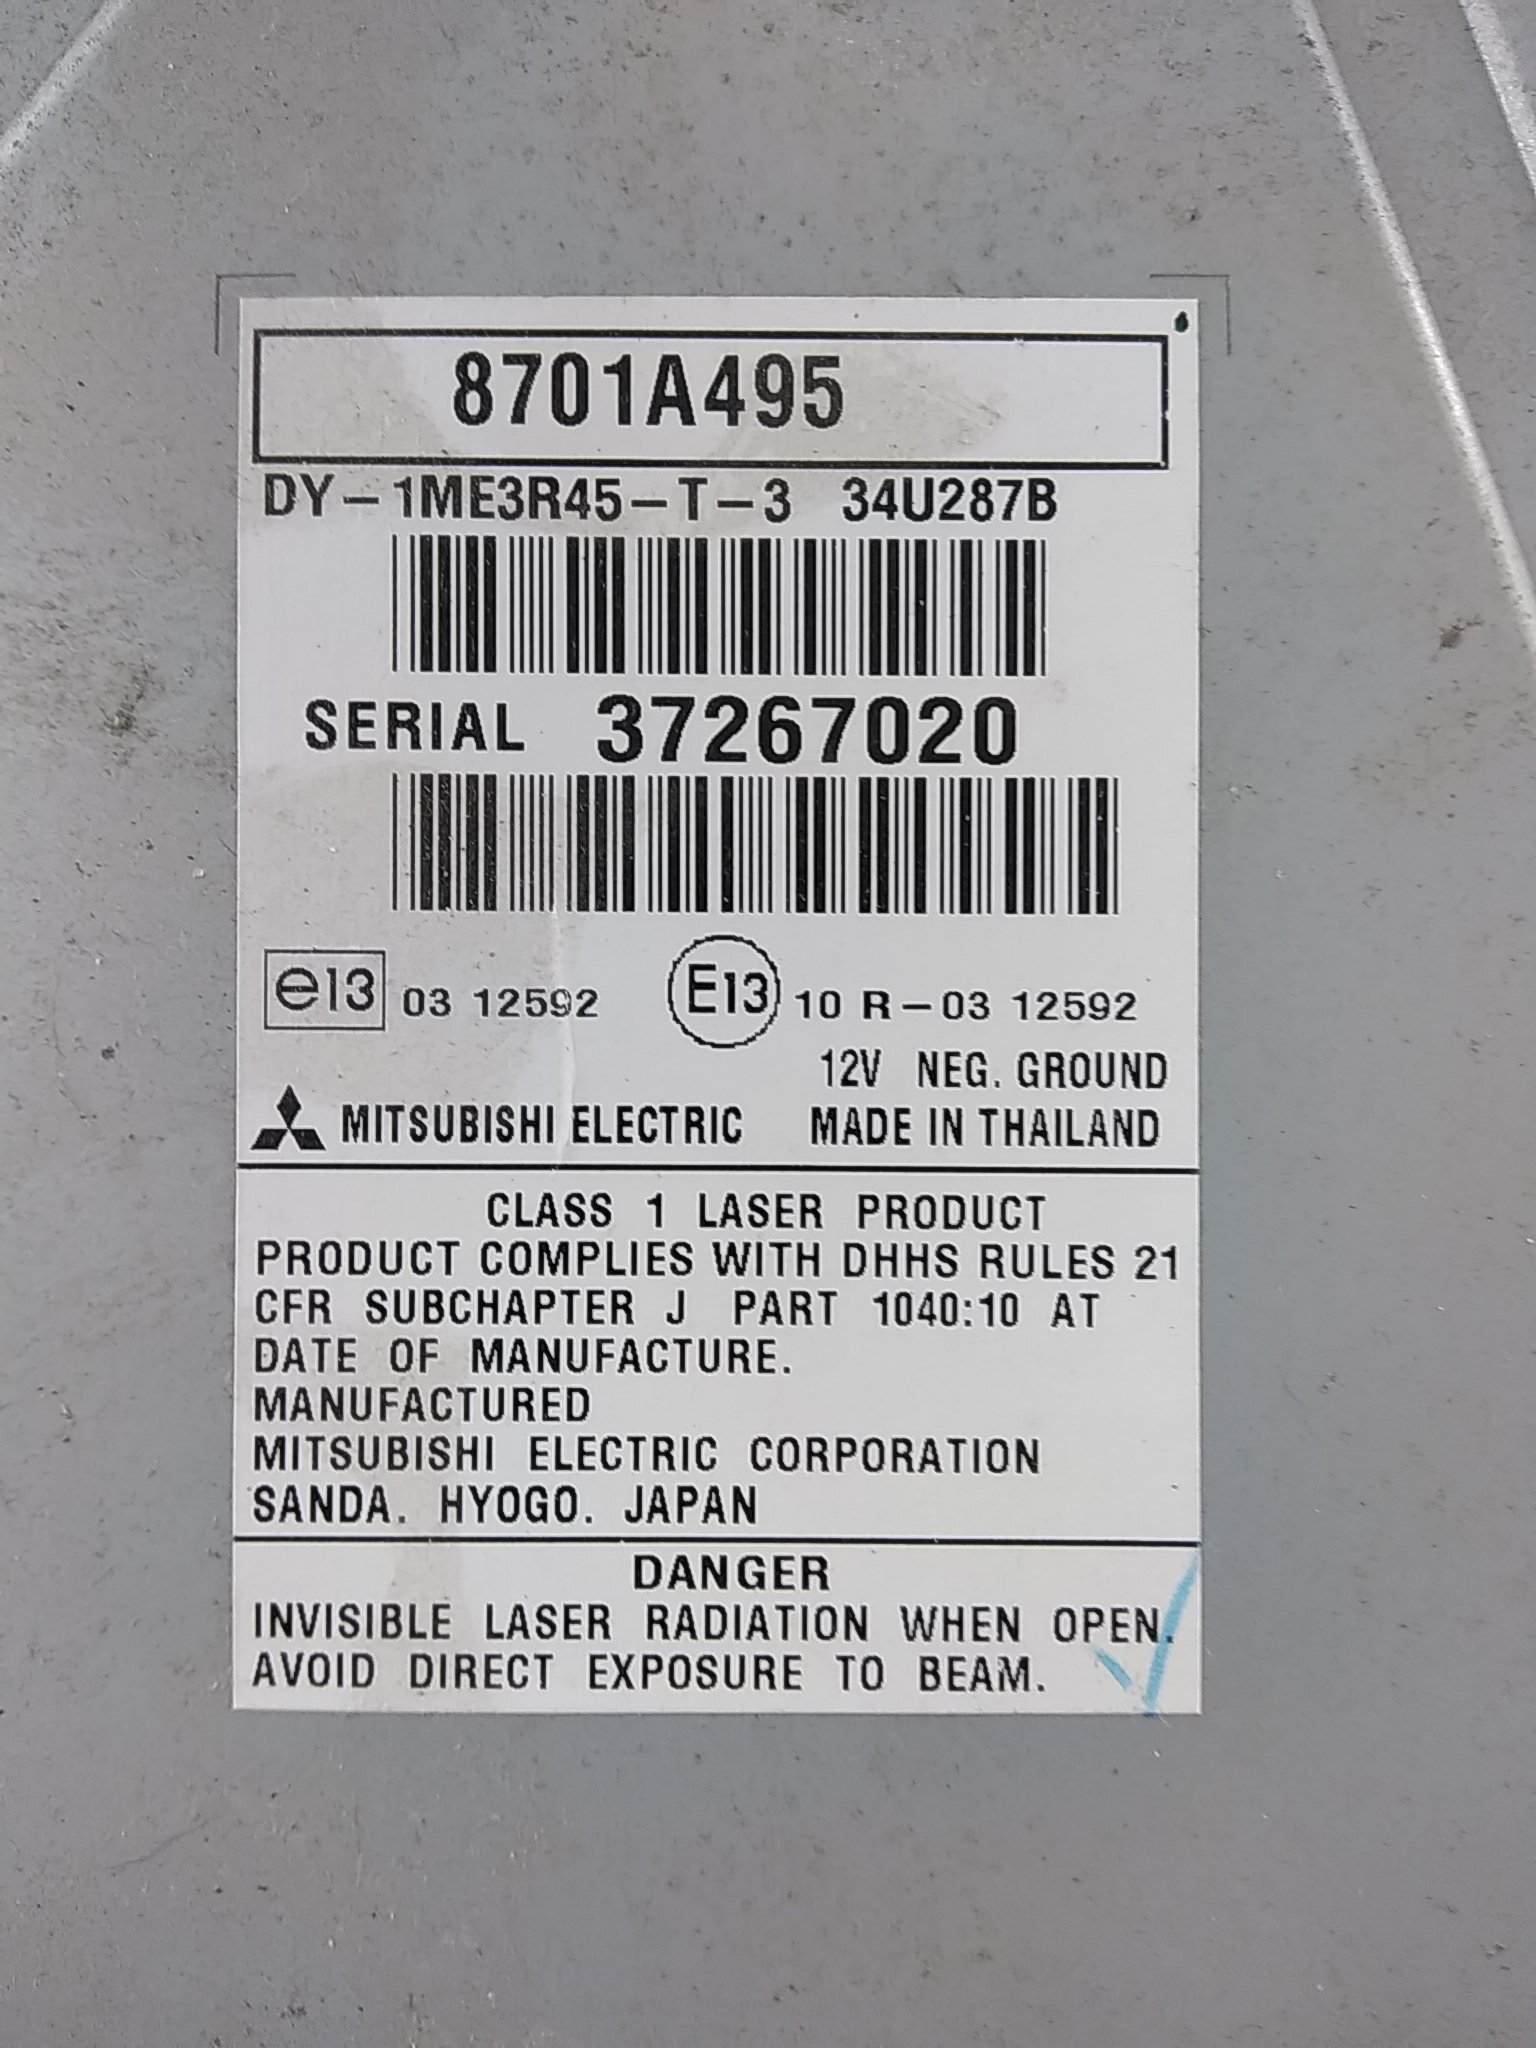 8701A495
DY-1ME3R45-T-3 34U287B
SERIAL 37267020
e13 03 12592 E13 10 R-03 12592
12V NEG. GROUND
MITSUBISHI ELECTRIC MADE IN THAILAND
CLASS 1 LASER PRODUCT
PRODUCT COMPLIES WITH DHHS RULES 21
CFR SUBCHAPTER J PART 1040:10 AT
DATE OF MANUFACTURE.
MANUFACTURED
MITSUBISHI ELECTRIC CORPORATION
SANDA. HYOGO. JAPAN
DANGER
INVISIBLE LASER RADIATION WHEN OPEN.
AVOID DIRECT EXPOSURE TO BEAM.